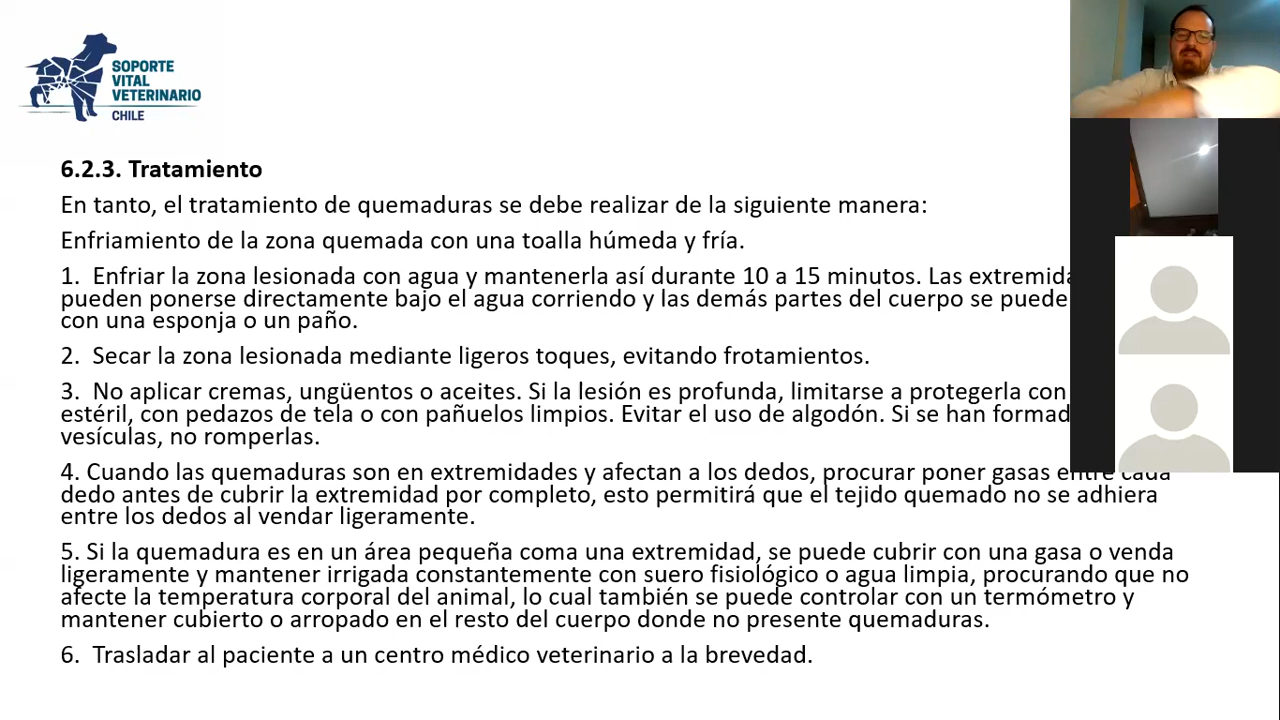 SOPORTE
VITAL
VETERINARIO
CHILE
6.2.3. Tratamiento
En tanto, el tratamiento de quemaduras se debe realizar de la siguiente manera:
Enfriamiento de la zona quemada con una toalla húmeda y fría.
1. Enfriar la zona lesionada con agua y mantenerla así durante 10 a 15 minutos. Las
pueden ponerse directamente bajo el agua corriendo y las demás partes del cuerpo se
con una esponja o un paño.
2. Secar la zona lesionada mediante ligeros toques, evitando frotamientos.
3. No aplicar cremas, ungüentos o aceites. Si la lesión es profunda, limitarse a protegerla con
estéril, con pedazos de tela o con pañuelos limpios. Evitar el uso de algodón. Si se han
vesículas, no romperlas.
4. Cuando las quemaduras son en extremidades y afectan a los dedos, procurar poner gasas entre cada
dedo antes de cubrir la extremidad por completo, esto permitirá que el tejido quemado no se adhiera
entre los dedos al vendar ligeramente.
5. Si la quemadura es en un área pequeña coma una extremidad, se puede cubrir con una gasa o venda
ligeramente y mantener irrigada constantemente con suero fisiológico o agua limpia, procurando que no
afecte la temperatura corporal del animal, lo cual también se puede controlar con un termómetro y
mantener cubierto o arropado en el resto del cuerpo donde no presente quemaduras.
6. Trasladar al paciente a un centro médico veterinario a la brevedad.